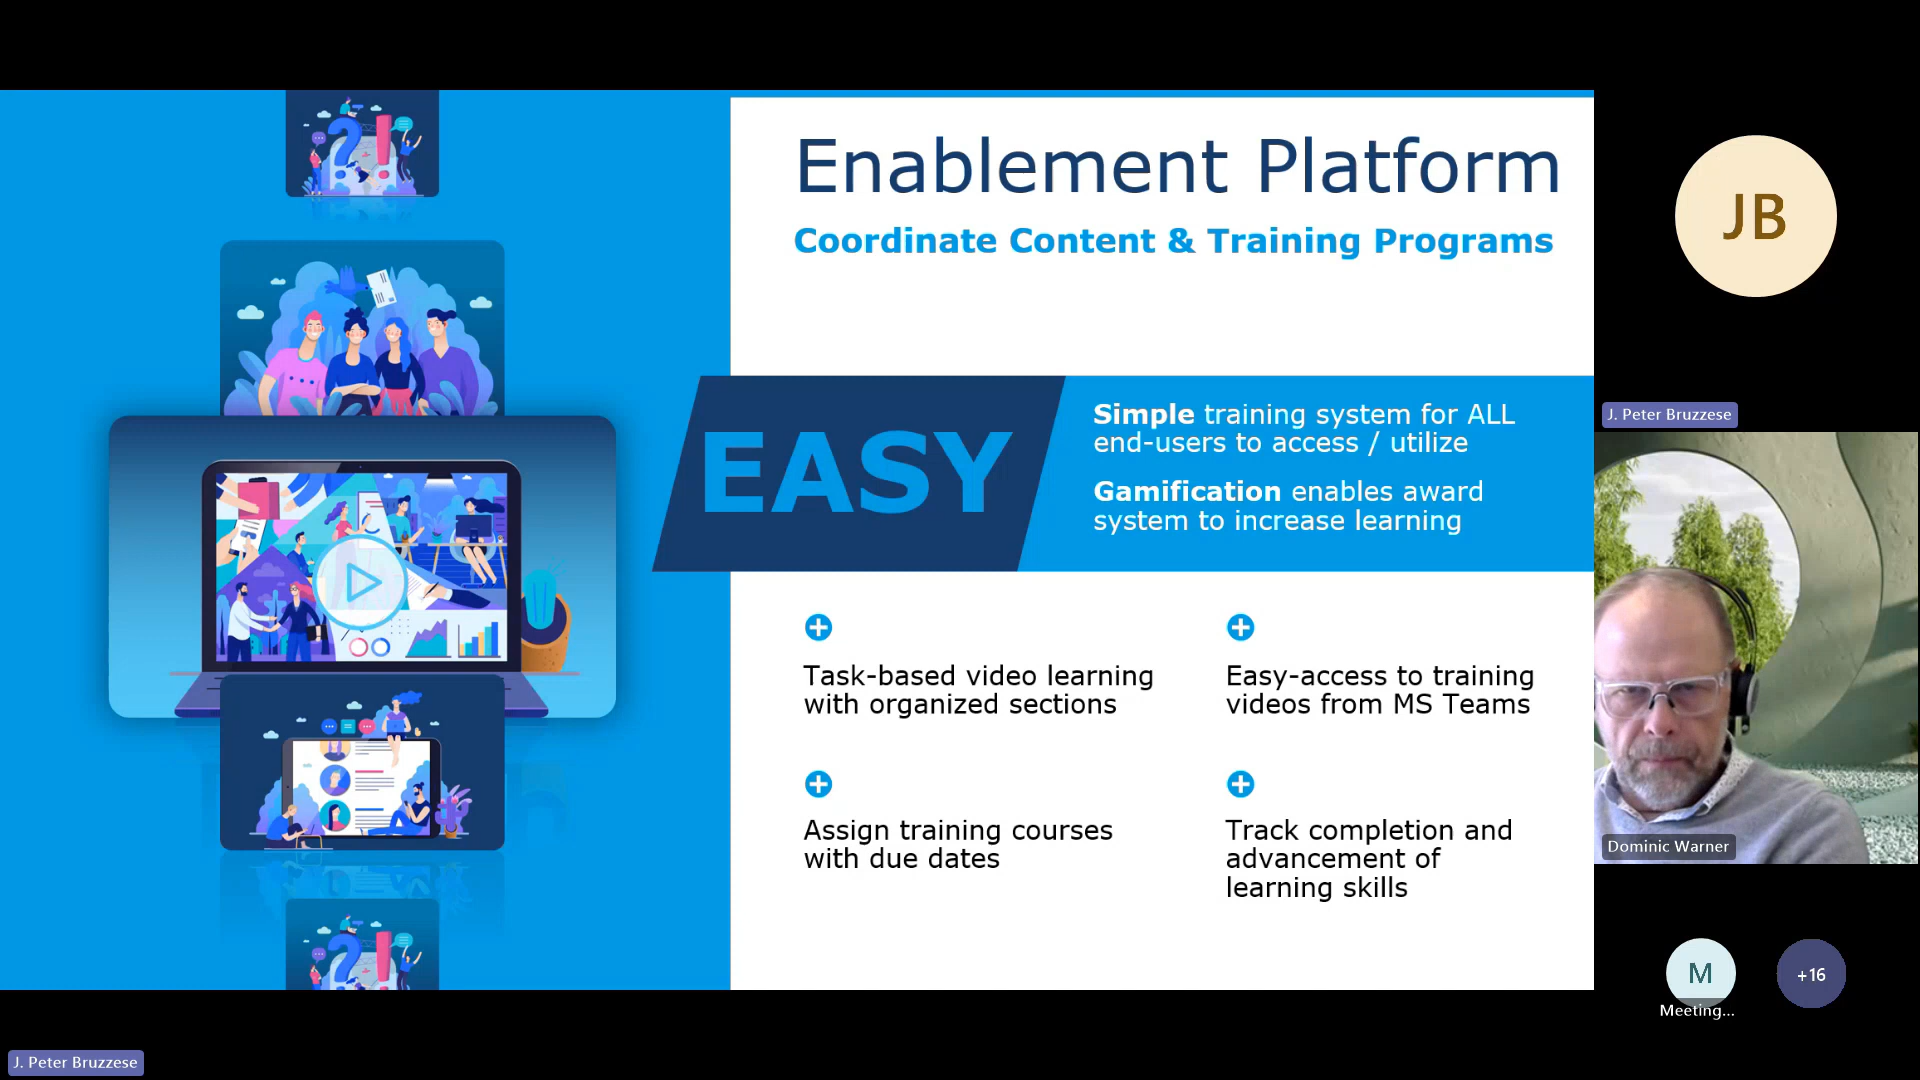 Enablement Platform
Coordinate Content & Training Programs
EASY
Simple training system for ALL
end-users to access / utilize
Gamification enables award
system to increase learning
Task-based video learning
with organized sections
Easy-access to training
videos from MS Teams
Assign training courses
with due dates
Track completion and
advancement of
learning skills
JB
J. Peter Bruzzese
Dominic Warner
M
Meeting...
+16
J. Peter Bruzzese